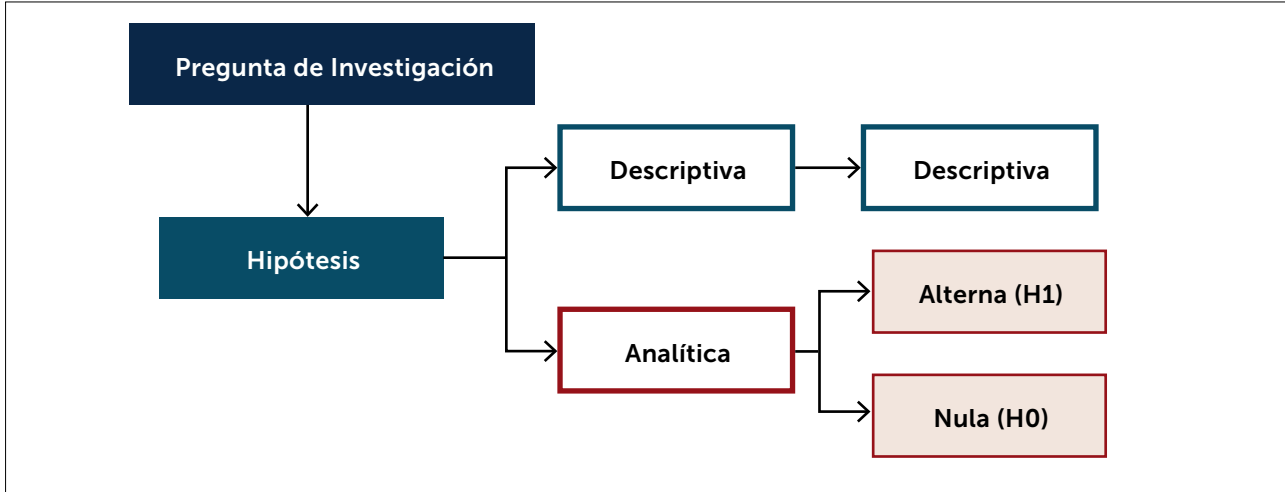 Pregunta de Investigación
Hipótesis
Descriptiva
Descriptiva
Analítica
Alterna (H1)
Nula (H0)